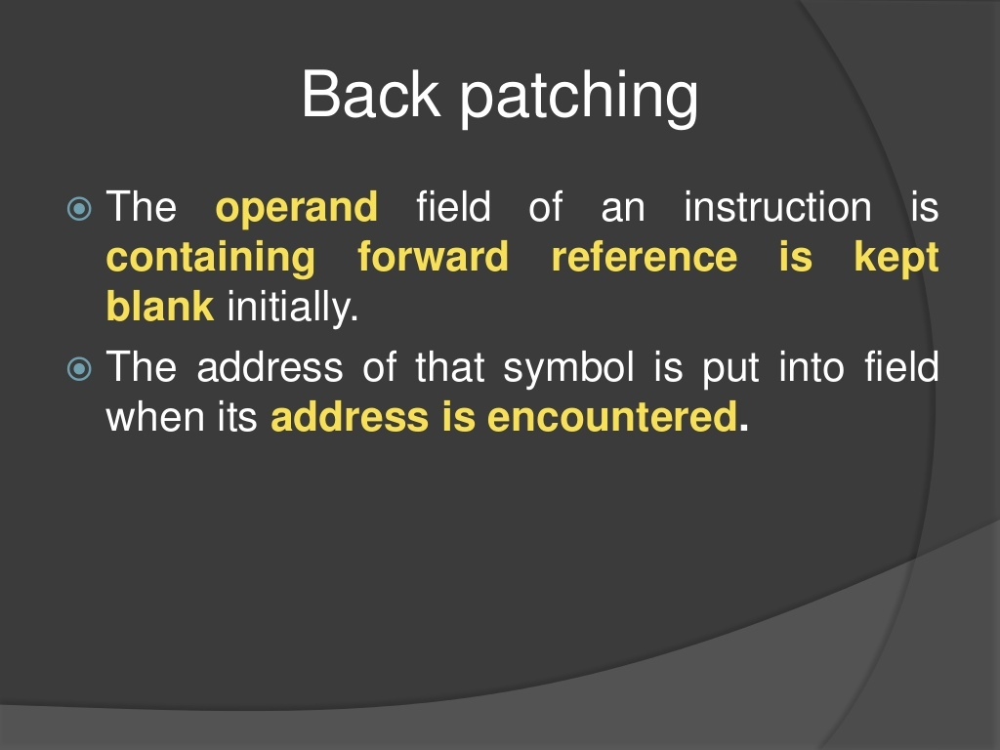 Back patching
The operand field of an instruction is
containing forward reference is kept
blank initially.
The address of that symbol is put into field
when its address is encountered.